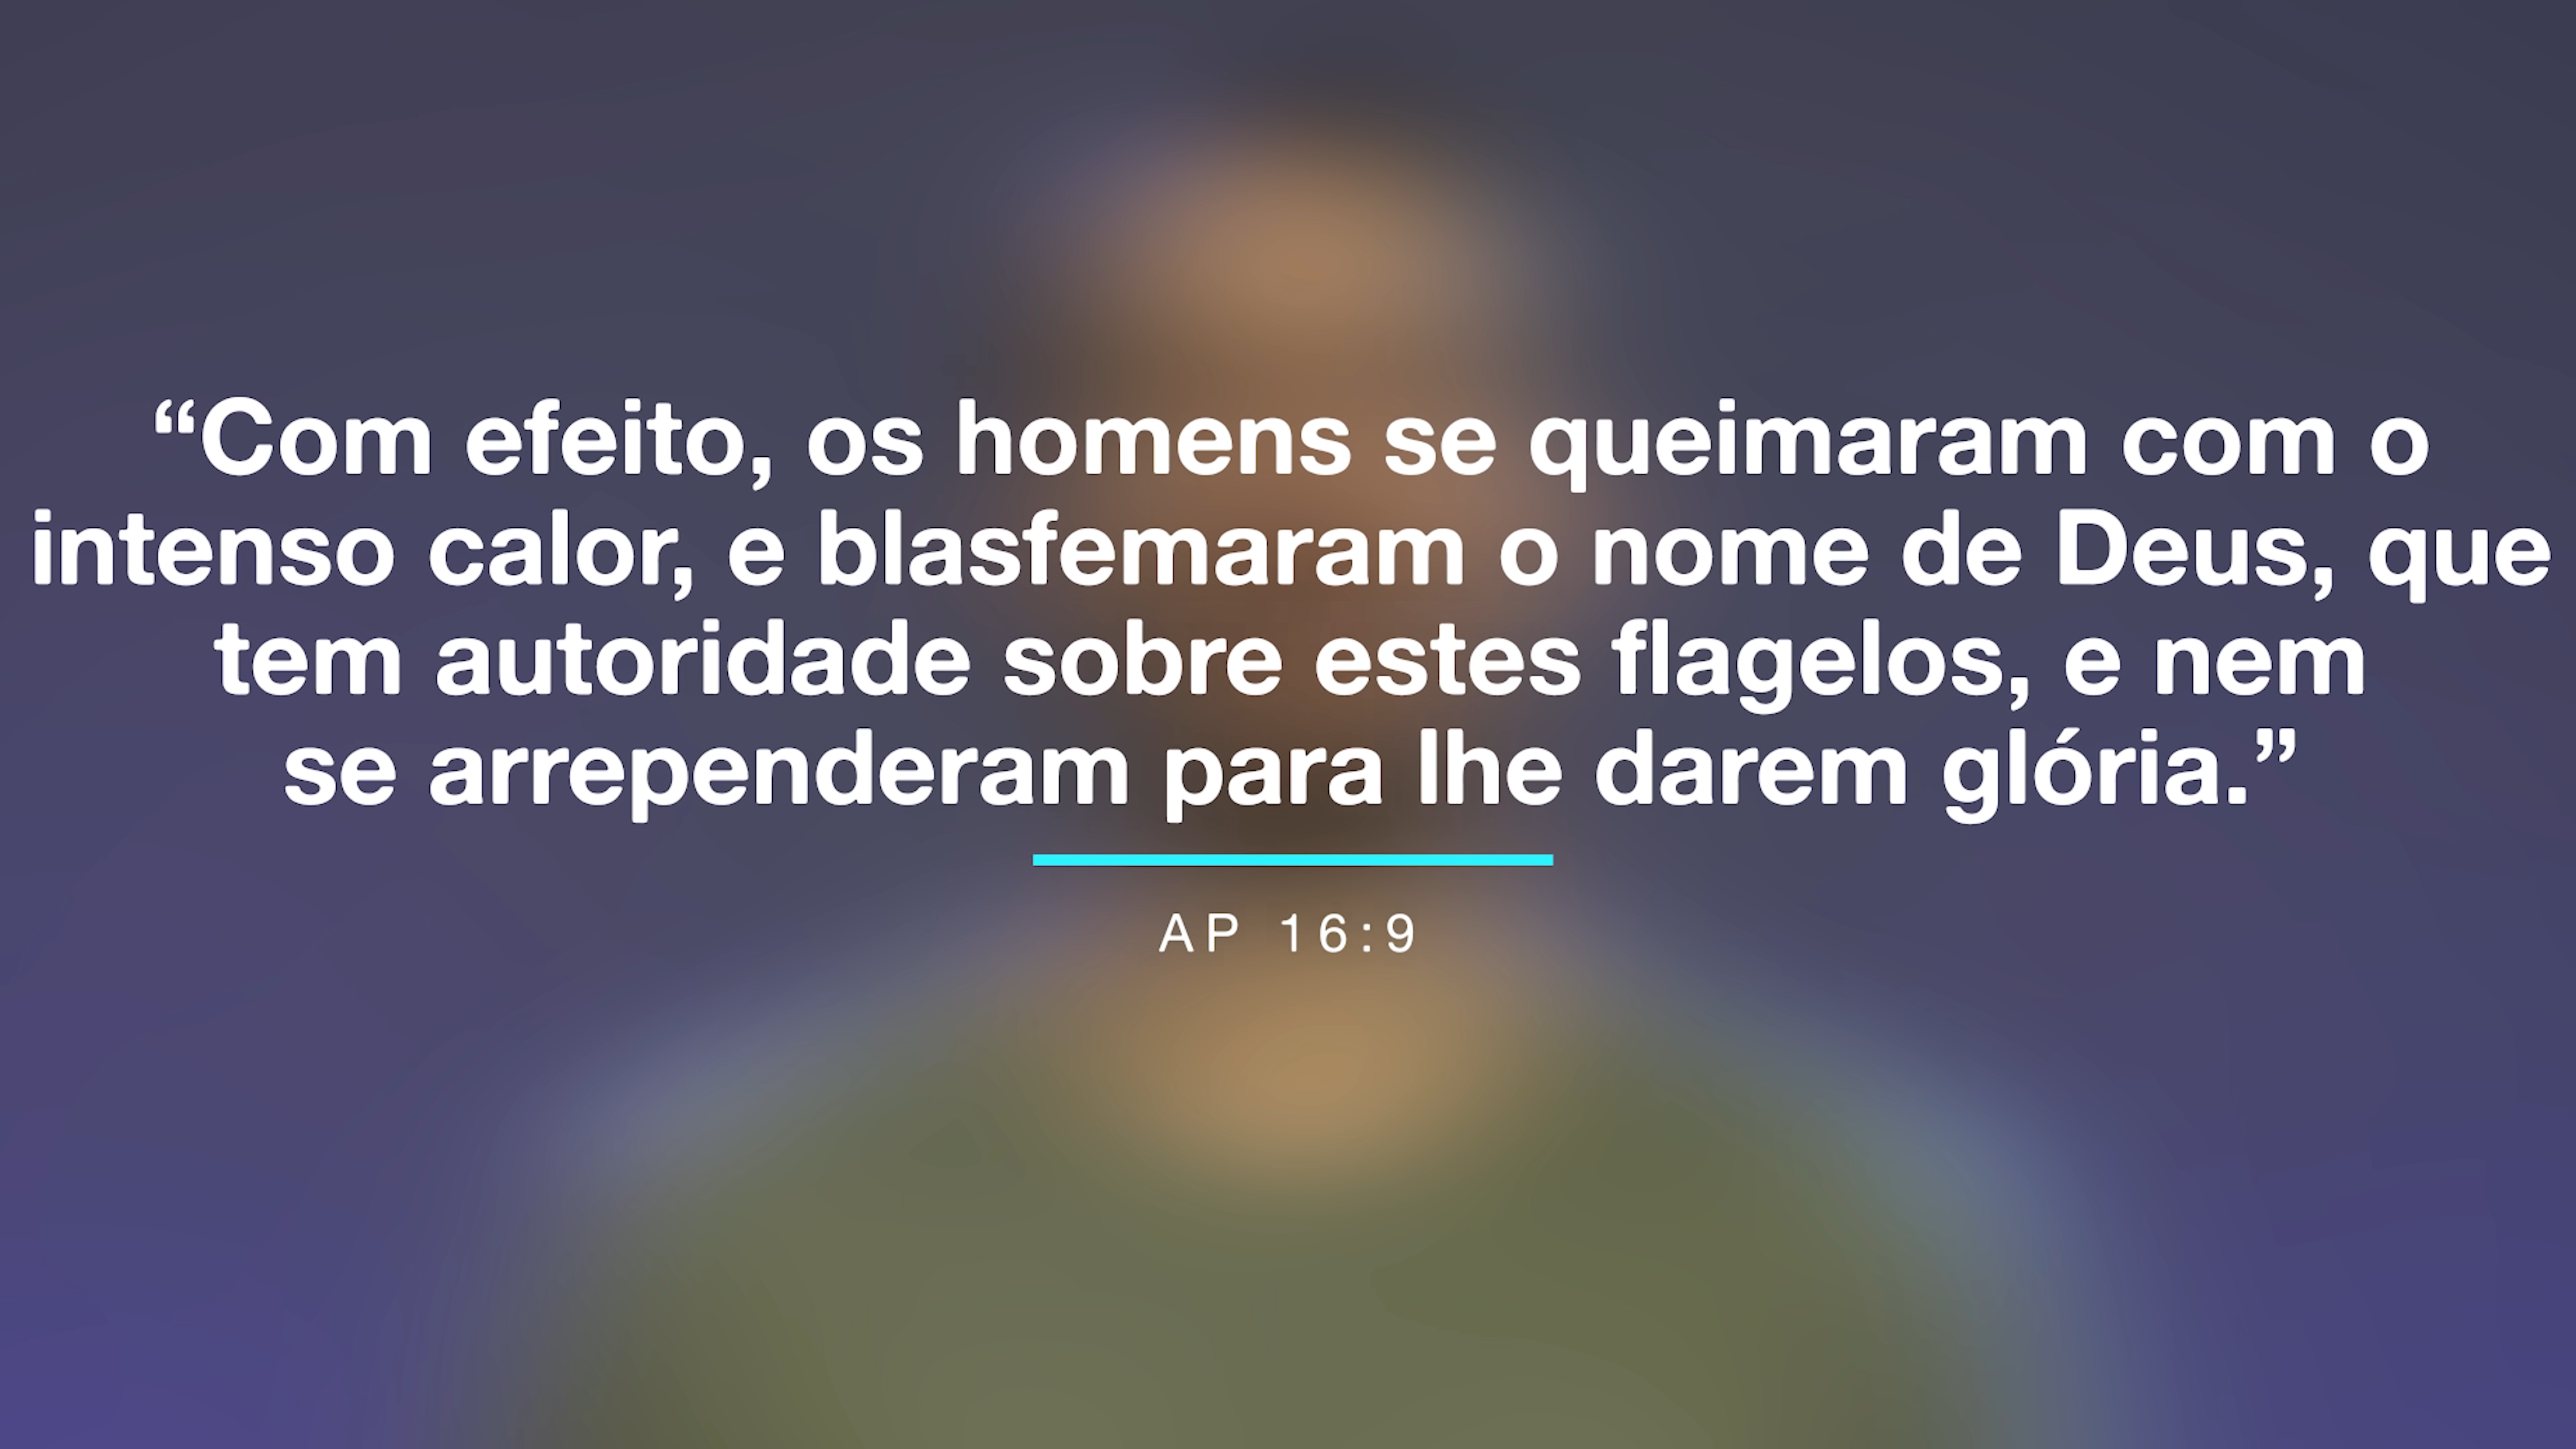 “Com efeito, os homens se queimaram com o
intenso calor, e blasfemaram o nome de Deus, que
tem autoridade sobre estes flagelos, e nem
se arrependeram para lhe darem glória.”
AP 16:9